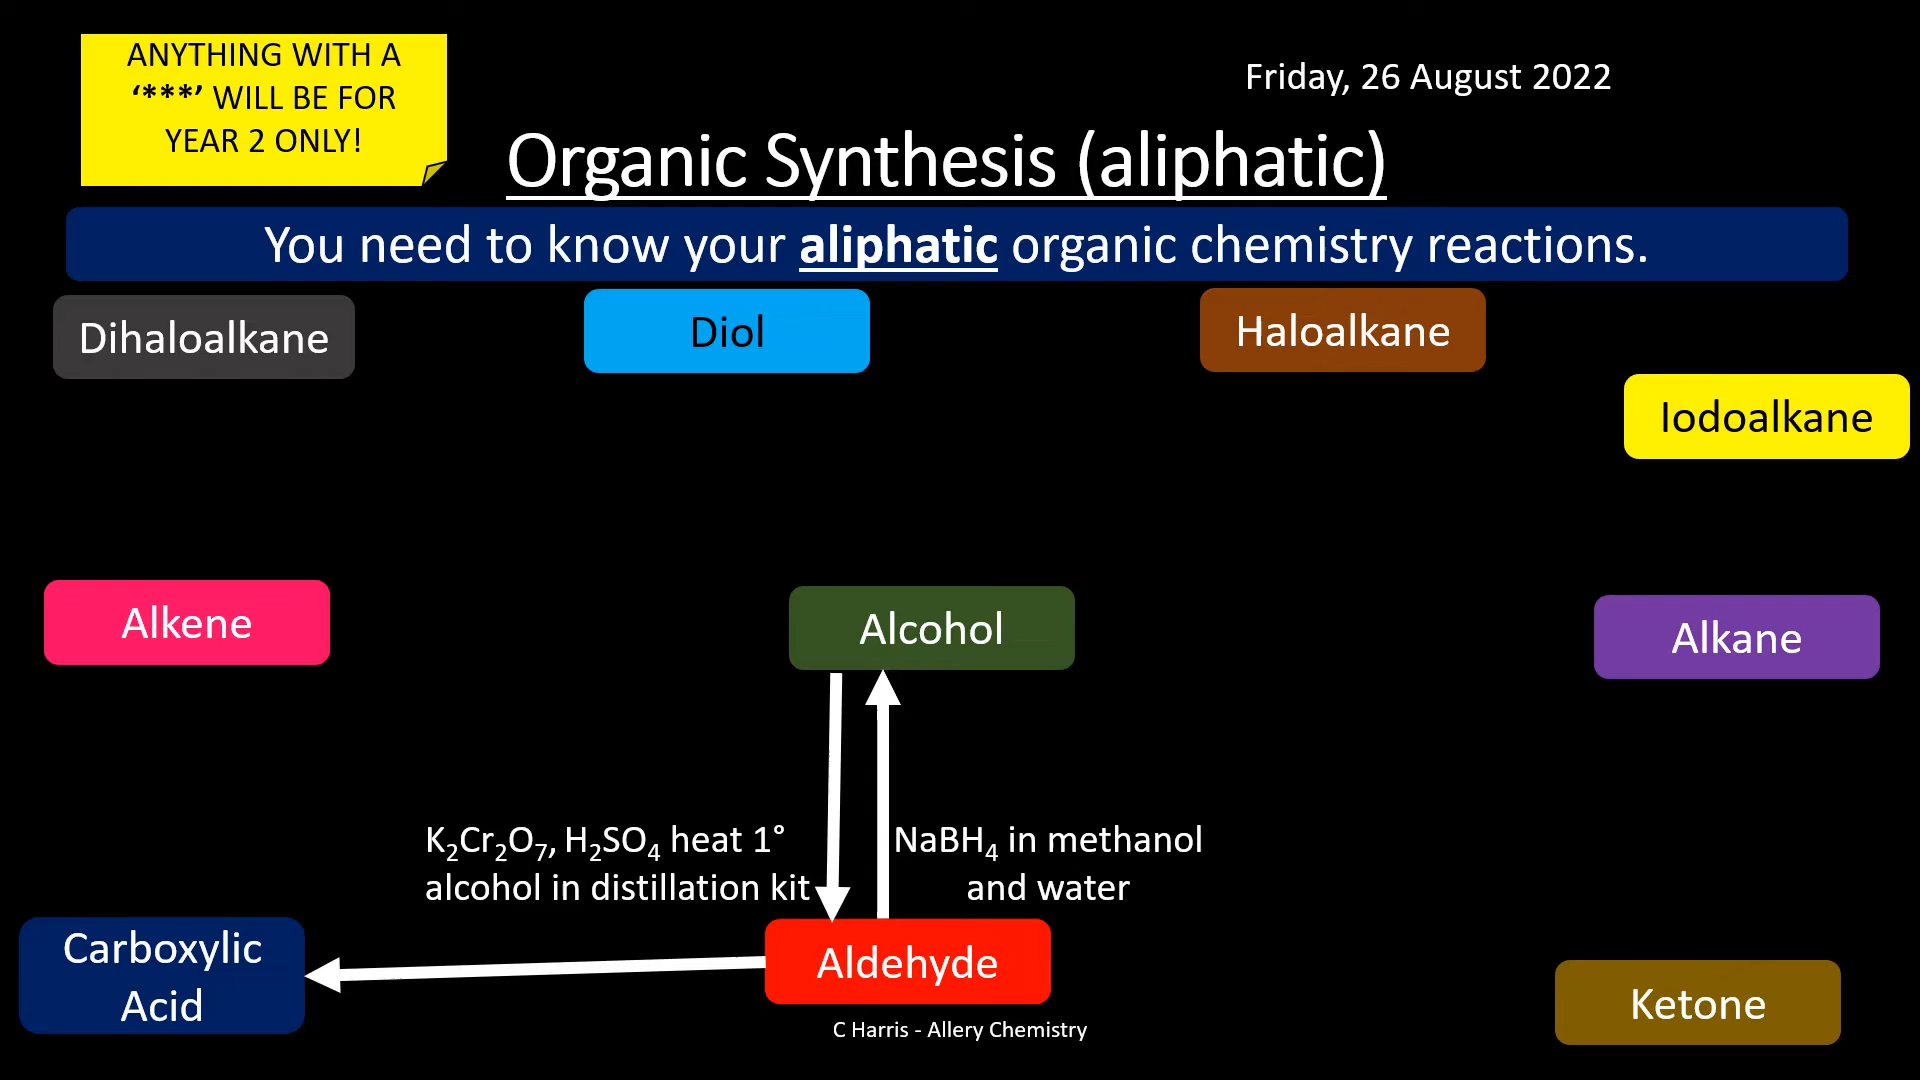 ANYTHING WITH A
‘***’ WILL BE FOR
YEAR 2 ONLY!
Friday, 26 August 2022
Organic Synthesis (aliphatic)
You need to know your aliphatic organic chemistry reactions.
Dihaloalkane
Diol
Haloalkane
Iodoalkane
Alkene
Alcohol
Alkane
K₂Cr₂O₇, H₂SO₄ heat 1°
alcohol in distillation kit
NaBH₄ in methanol
and water
Carboxylic
Acid
Aldehyde
Ketone
C Harris - Allery Chemistry